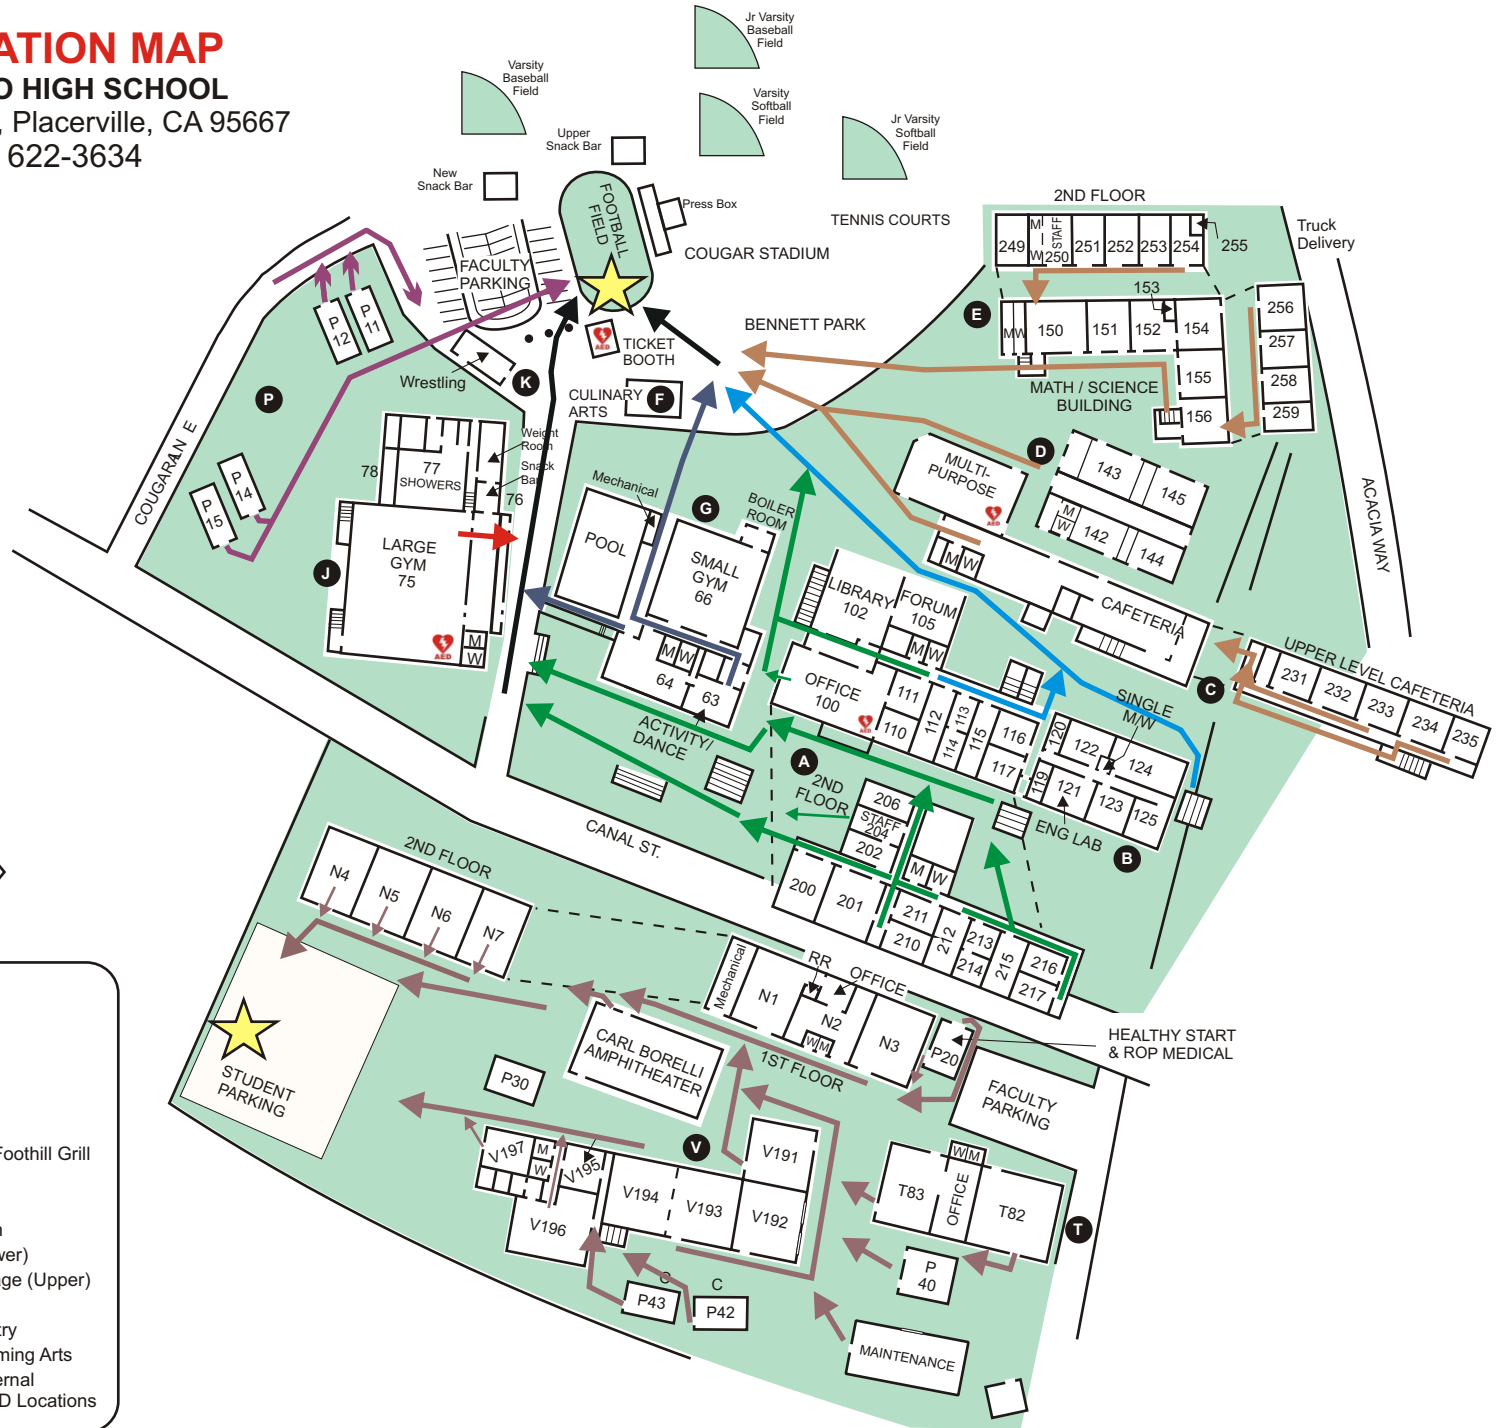 ATION MAP
O HIGH SCHOOL
, Placerville, CA 95667
622-3634
Jr Varsity
Baseball
Field
Varsity
Baseball
Field
Varsity
Softball
Field
Jr Varsity
Softball
Field
Upper
Snack Bar
New
Snack Bar
FOOTBALL
FIELD
Press Box
TENNIS COURTS
COUGAR STADIUM
FACULTY
PARKING
2ND FLOOR
Truck
Delivery
249
M
W
STAFF
250
251
252
253
254
255
153
E
MW
150
151
152
154
155
156
256
257
258
259
MATH / SCIENCE
BUILDING
BENNETT PARK
AED
TICKET
BOOTH
P
12
P
11
Wrestling
K
CULINARY
ARTS
F
P
COUGAR LN E
P
14
P
15
Weight
Room
Snack
Bar
78
77
SHOWERS
76
LARGE
GYM
75
J
AED
M
W
Mechanical
POOL
G
SMALL
GYM
66
BOILER
ROOM
M
W
64
63
ACTIVITY/
DANCE
D
MULTI-
PURPOSE
AED
143
145
M
W
142
144
M
W
CAFETERIA
ACACIA WAY
C
UPPER LEVEL CAFETERIA
231
232
233
234
235
LIBRARY
102
FORUM
105
M
W
OFFICE
100
AED
111
110
112
113
114
115
116
117
SINGLE
M/W
120
119
122
124
121
123
125
ENG LAB
B
A
2ND
FLOOR
206
STAFF
204
202
M
W
200
201
211
210
212
213
214
215
216
217
CANAL ST.
2ND FLOOR
N4
N5
N6
N7
Mechanical
RR
OFFICE
N1
N2
W
M
N3
1ST FLOOR
P20
HEALTHY START
& ROP MEDICAL
FACULTY
PARKING
STUDENT
PARKING
CARL BORELLI
AMPHITHEATER
P30
V
V197
M
W
V195
V196
V194
V193
V192
V191
C
C
P43
P42
T83
W
M
OFFICE
T82
T
P
40
MAINTENANCE
Foothill Grill
wer)
age (Upper)
try
ming Arts
ernal
D Locations